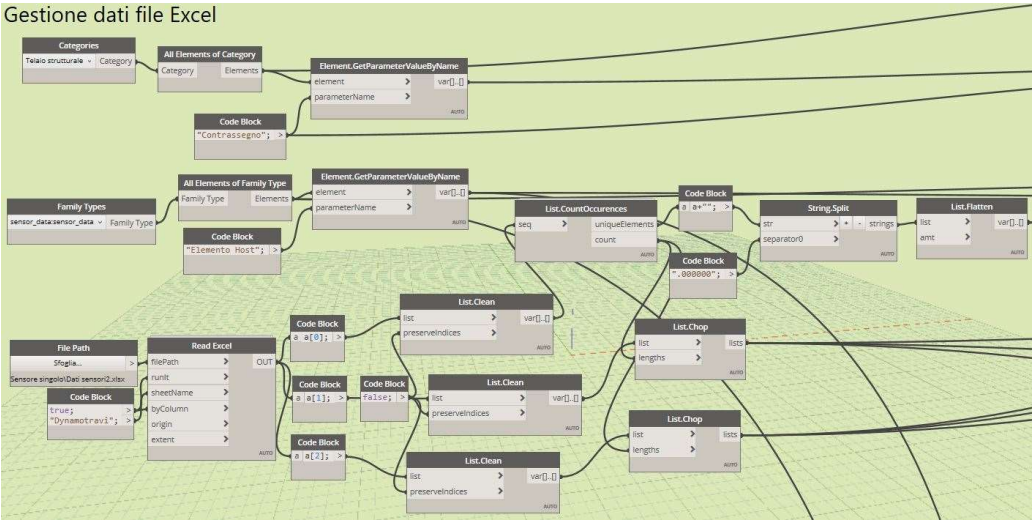 Gestione dati file Excel
Categories
Telaio strutturale Category
All Elements of Category
Category Elements
Element.GetParameterValueByName
element > var[]..[]
parameterName >
AUTO
Code Block
"Contrassegno"; >
All Elements of Family Type
Family Type Elements
Element.GetParameterValueByName
element > var[]..[]
parameterName >
AUTO
Family Types
sensor_data:sensor_data Family Type
Code Block
"Elemento Host"; >
List.CountOccurences
seq > uniqueElements
count
AUTO
Code Block
a a+""; >
Code Block
".000000"; >
String.Split
str > + - strings
separator0 >
AUTO
List.Flatten
list > var[]..[]
amt >
AUTO
File Path
Sfoglia... >
Sensore singolo\Dati sensori2.xlsx
Code Block
true; >
"Dynamotravi"; >
Read Excel
filePath > OUT
runIt >
sheetName >
byColumn >
origin >
extent >
AUTO
Code Block
a a[0]; >
Code Block
a a[1]; >
Code Block
false; >
Code Block
a a[2]; >
List.Clean
list > var[]..[]
preserveIndices >
AUTO
List.Clean
list > var[]..[]
preserveIndices >
AUTO
List.Clean
list > var[]..[]
preserveIndices >
AUTO
List.Chop
list > lists
lengths >
AUTO
List.Chop
list > lists
lengths >
AUTO